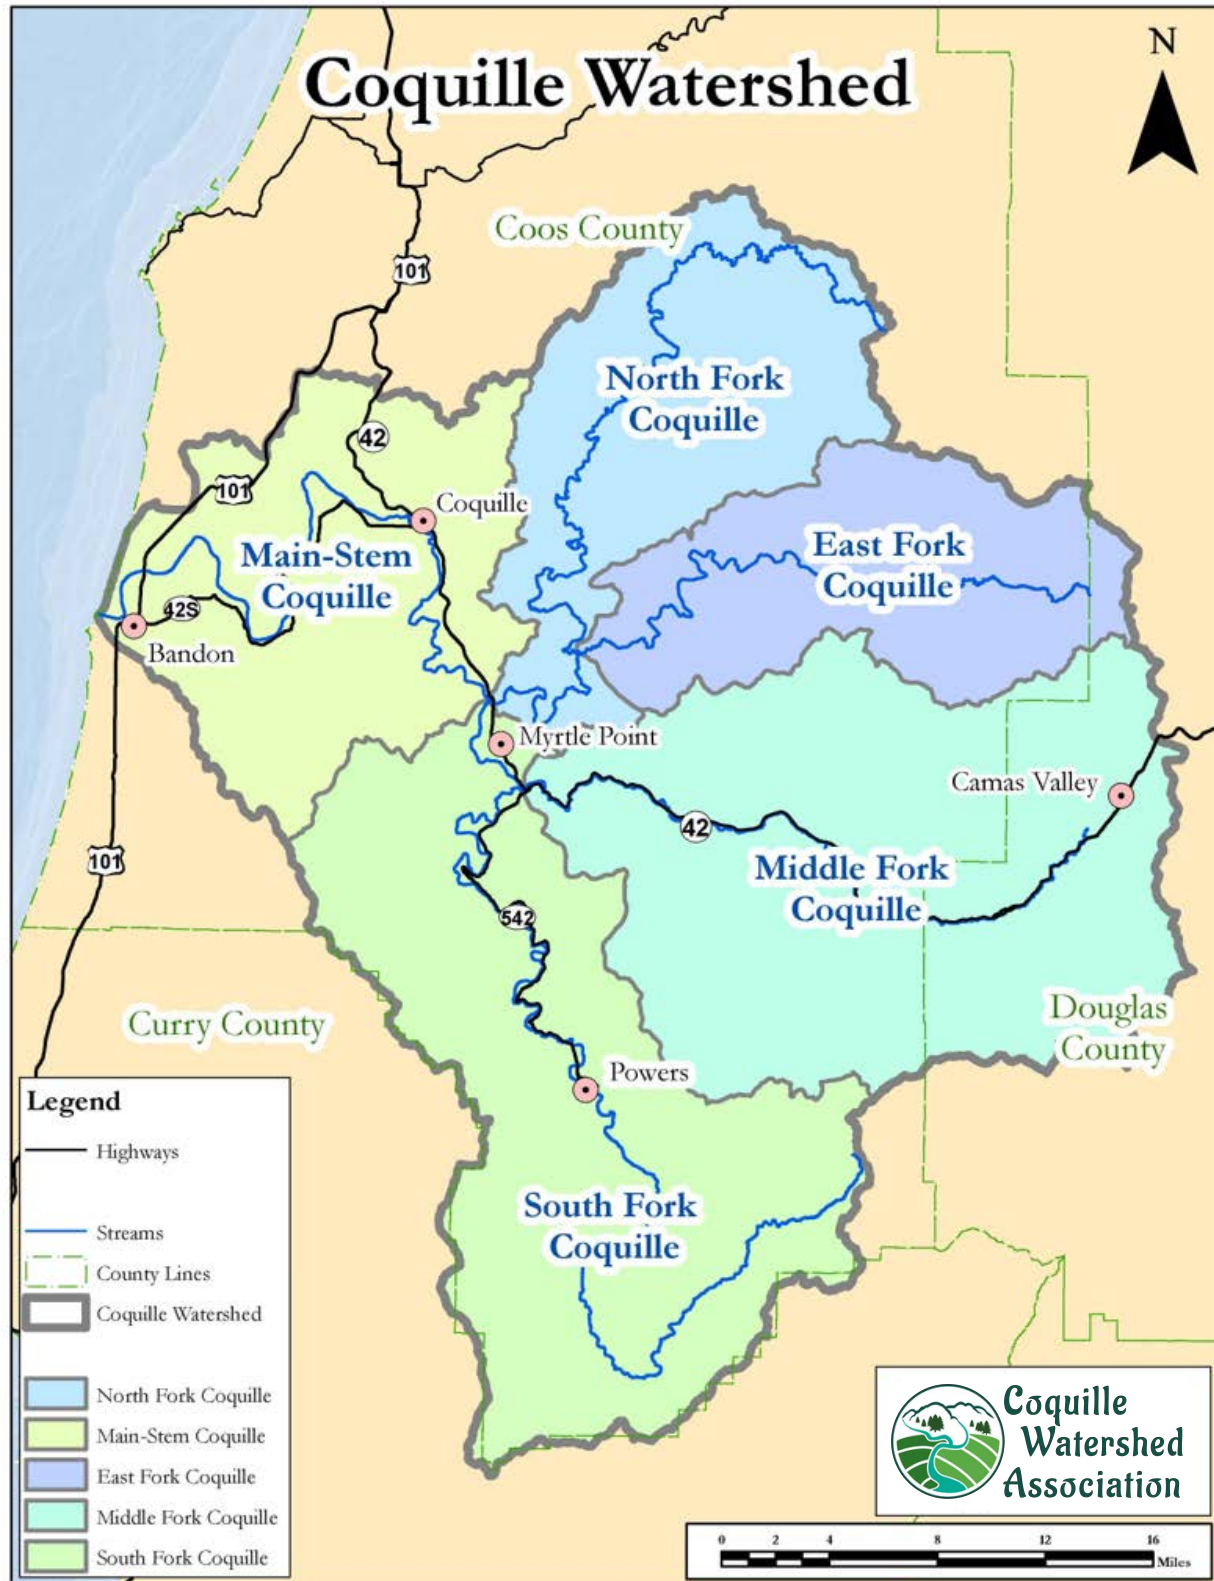 Coquille Watershed
N
Coos County
101
North Fork
Coquille
42
101
Coquille
East Fork
Coquille
Main-Stem
Coquille
42S
Bandon
Myrtle Point
Camas Valley
42
101
Middle Fork
Coquille
542
Curry County
Douglas
County
Powers
South Fork
Coquille
Legend
Highways
Streams
County Lines
Coquille Watershed
North Fork Coquille
Main-Stem Coquille
East Fork Coquille
Middle Fork Coquille
South Fork Coquille
Coquille
Watershed
Association
0 2 4 8 12 16
Miles